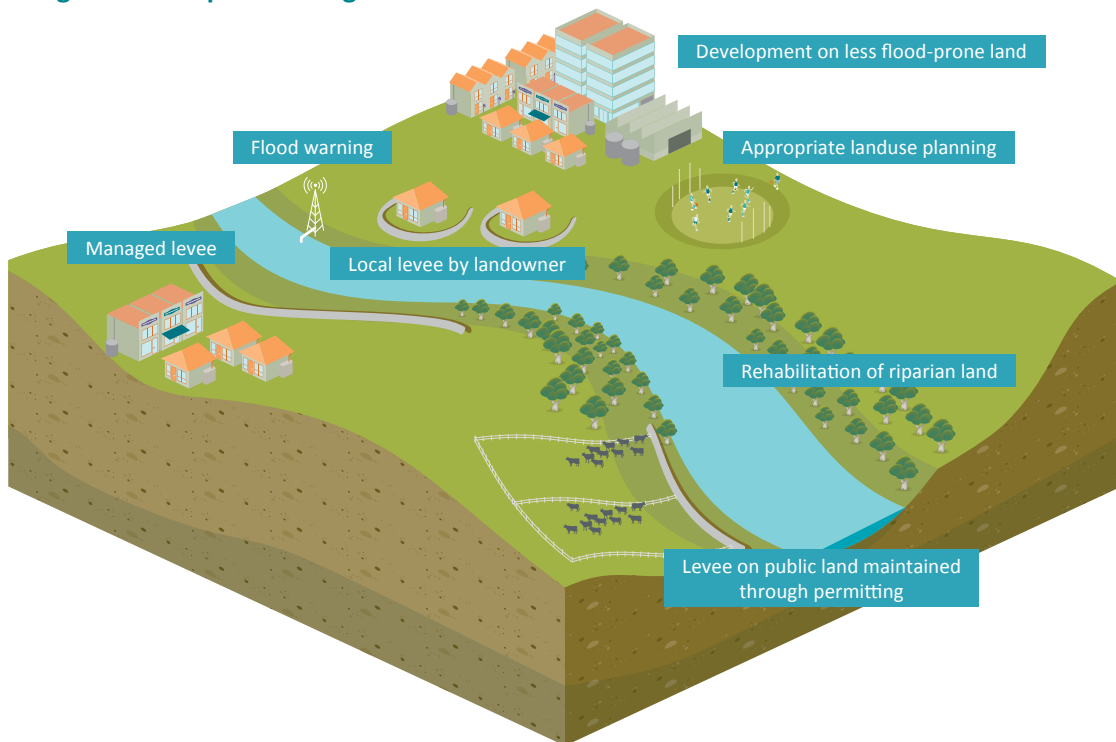 Development on less flood-prone land
Flood warning
Appropriate landuse planning
Managed levee
Local levee by landowner
Rehabilitation of riparian land
Levee on public land maintained
through permitting